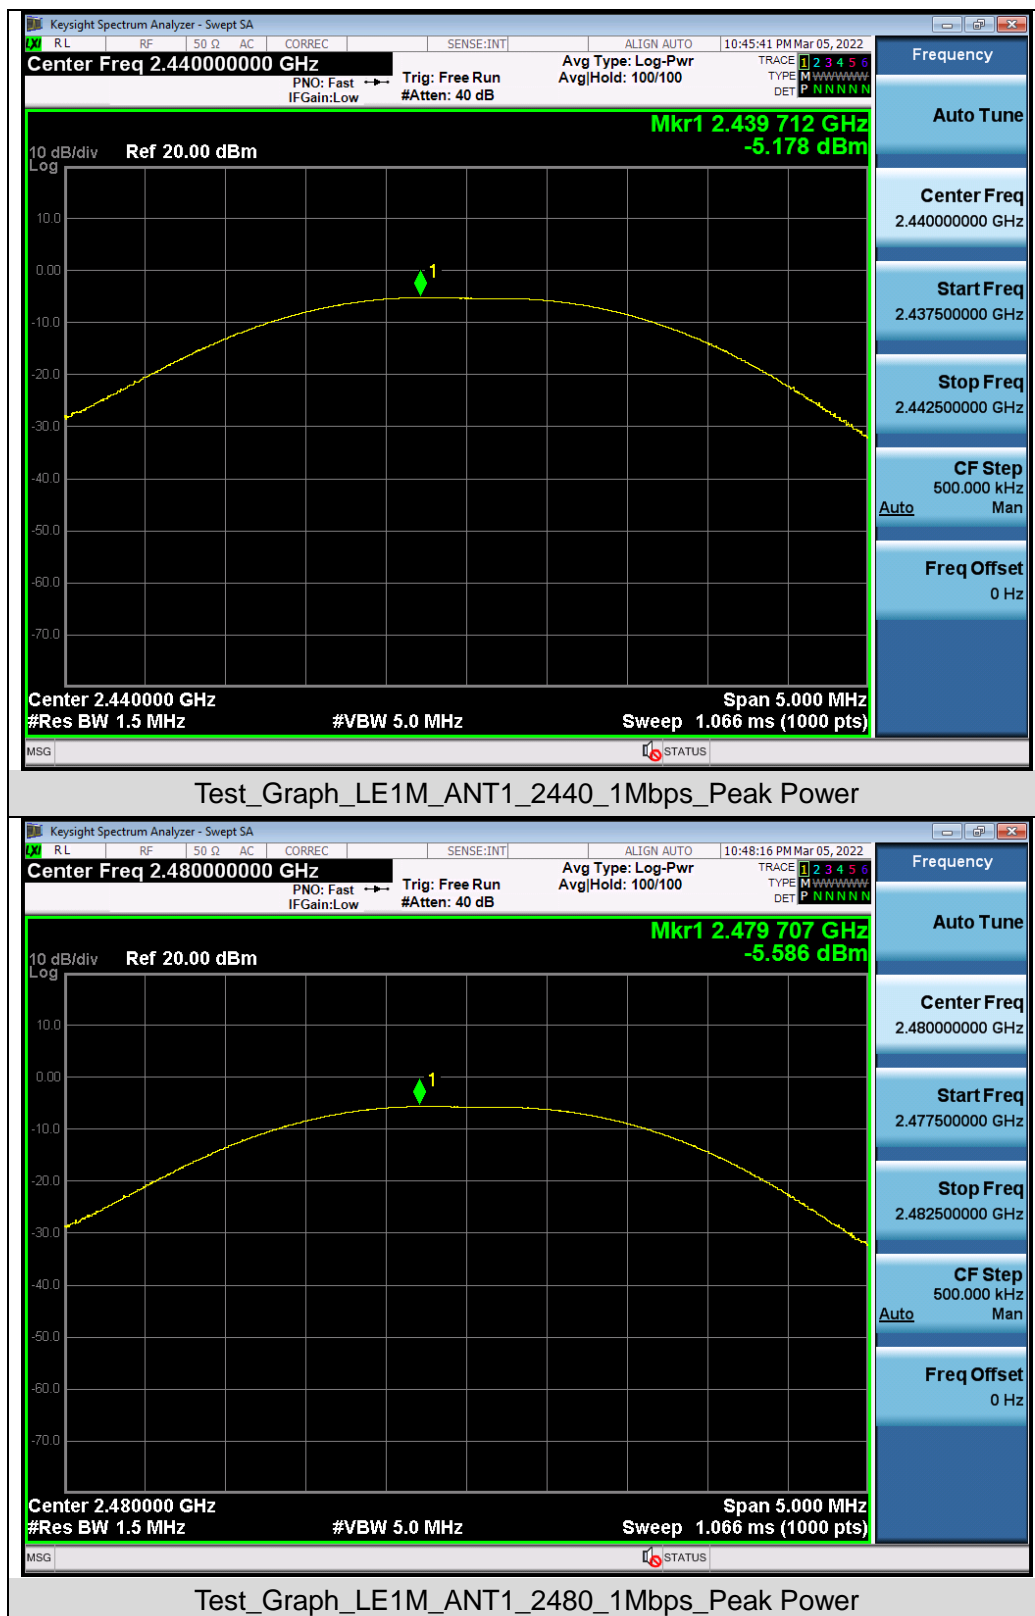 Keysight Spectrum Analyzer - Swept SA
LXI RL RF 50 Ω AC CORREC SENSE:INT ALIGN AUTO 10:45:41 PM Mar 05, 2022
Center Freq 2.440000000 GHz
PNO: Fast
IFGain:Low
Trig: Free Run
#Atten: 40 dB
Avg Type: Log-Pwr
Avg|Hold: 100/100
TRACE 1 2 3 4 5 6
TYPE M WWWWW
DET P N N N N N
Mkr1 2.439 712 GHz
-5.178 dBm
10 dB/div
Log
Ref 20.00 dBm
10.0
0.00
-10.0
-20.0
-30.0
-40.0
-50.0
-60.0
-70.0
1
Center 2.440000 GHz
Span 5.000 MHz
#Res BW 1.5 MHz
#VBW 5.0 MHz
Sweep 1.066 ms (1000 pts)
MSG
STATUS
Frequency
Auto Tune
Center Freq
2.440000000 GHz
Start Freq
2.437500000 GHz
Stop Freq
2.442500000 GHz
CF Step
500.000 kHz
Auto Man
Freq Offset
0 Hz
Test_Graph_LE1M_ANT1_2440_1Mbps_Peak Power
Keysight Spectrum Analyzer - Swept SA
LXI RL RF 50 Ω AC CORREC SENSE:INT ALIGN AUTO 10:48:16 PM Mar 05, 2022
Center Freq 2.480000000 GHz
PNO: Fast
IFGain:Low
Trig: Free Run
#Atten: 40 dB
Avg Type: Log-Pwr
Avg|Hold: 100/100
TRACE 1 2 3 4 5 6
TYPE M WWWWW
DET P N N N N N
Mkr1 2.479 707 GHz
-5.586 dBm
10 dB/div
Log
Ref 20.00 dBm
10.0
0.00
-10.0
-20.0
-30.0
-40.0
-50.0
-60.0
-70.0
1
Center 2.480000 GHz
Span 5.000 MHz
#Res BW 1.5 MHz
#VBW 5.0 MHz
Sweep 1.066 ms (1000 pts)
MSG
STATUS
Frequency
Auto Tune
Center Freq
2.480000000 GHz
Start Freq
2.477500000 GHz
Stop Freq
2.482500000 GHz
CF Step
500.000 kHz
Auto Man
Freq Offset
0 Hz
Test_Graph_LE1M_ANT1_2480_1Mbps_Peak Power